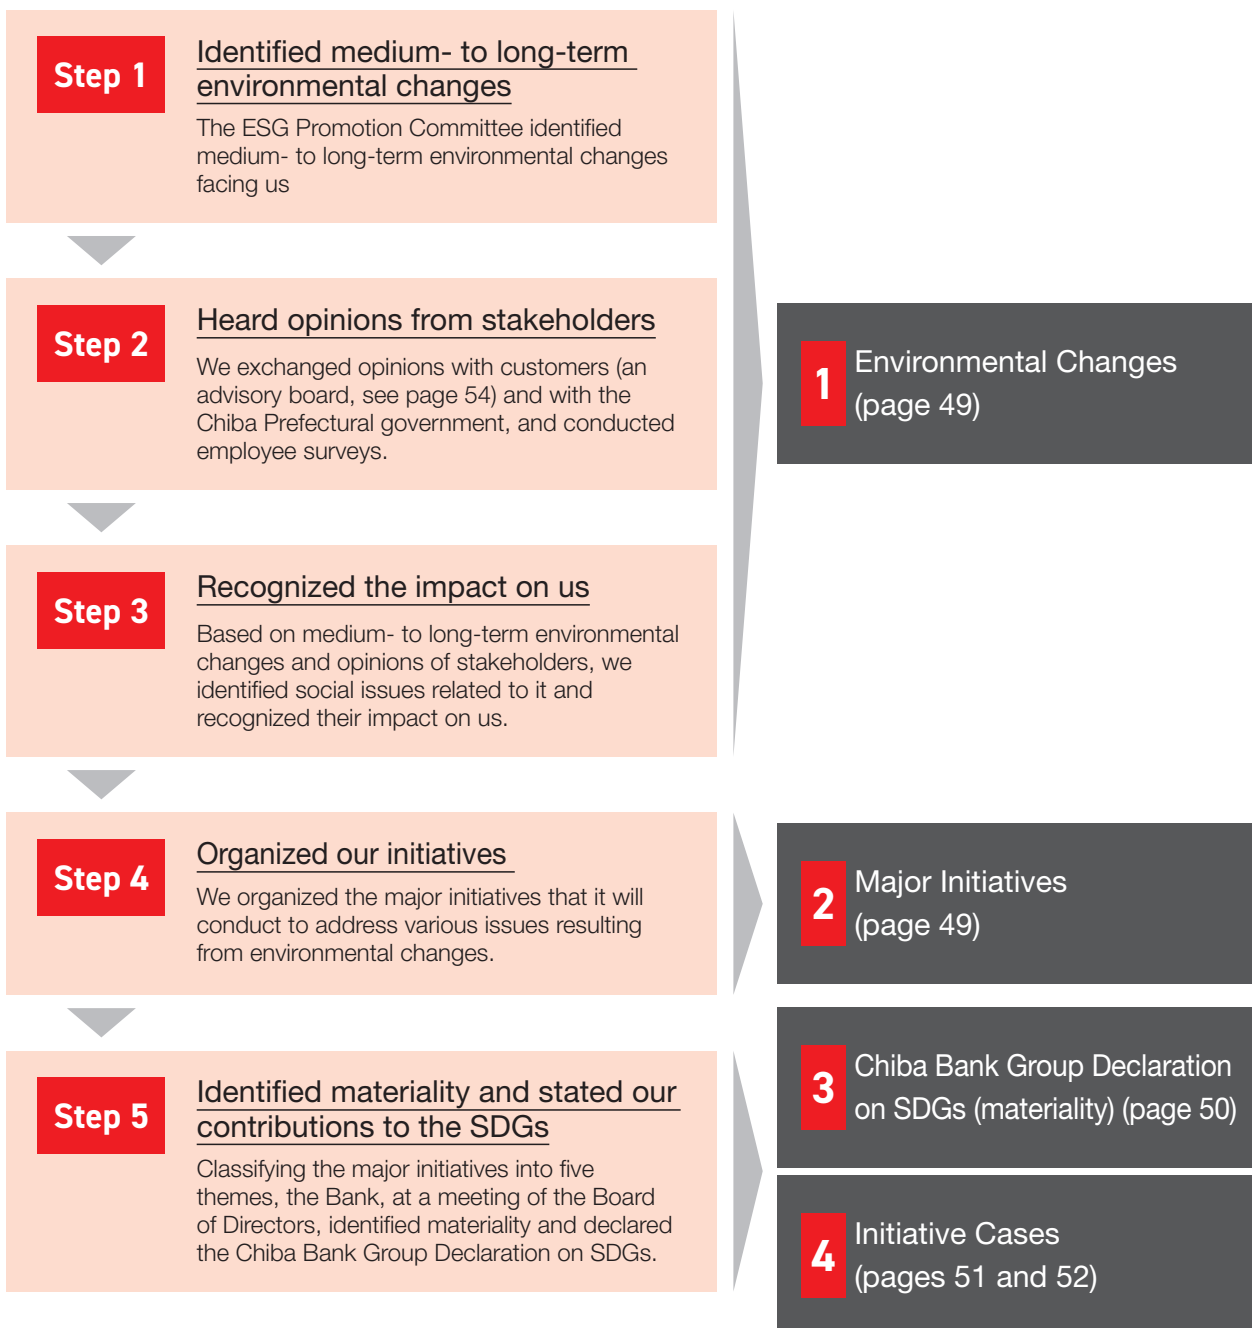 Step 1
Identified medium- to long-term
environmental changes
The ESG Promotion Committee identified
medium- to long-term environmental changes
facing us
Step 2
Heard opinions from stakeholders
We exchanged opinions with customers (an
advisory board, see page 54) and with the
Chiba Prefectural government, and conducted
employee surveys.
Step 3
Recognized the impact on us
Based on medium- to long-term environmental
changes and opinions of stakeholders, we
identified social issues related to it and
recognized their impact on us.
1
Environmental Changes
(page 49)
Step 4
Organized our initiatives
We organized the major initiatives that it will
conduct to address various issues resulting
from environmental changes.
2
Major Initiatives
(page 49)
Step 5
Identified materiality and stated our
contributions to the SDGs
Classifying the major initiatives into five
themes, the Bank, at a meeting of the Board
of Directors, identified materiality and declared
the Chiba Bank Group Declaration on SDGs.
3
Chiba Bank Group Declaration
on SDGs (materiality) (page 50)
4
Initiative Cases
(pages 51 and 52)